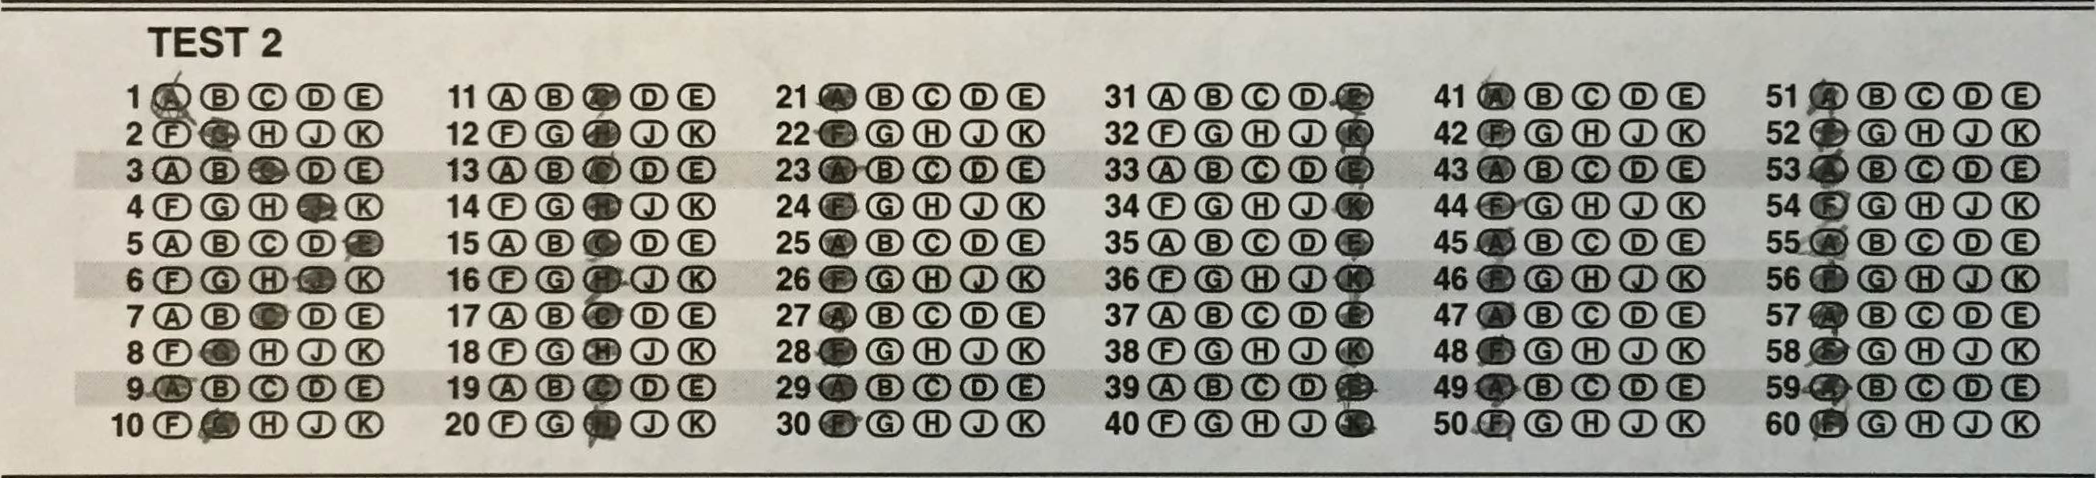 TEST 2
1 A B C D E 11 A B C D E 21 A B C D E 31 A B C D E 41 A B C D E 51 A B C D E
2 F G H J K 12 F G H J K 22 F G H J K 32 F G H J K 42 F G H J K 52 F G H J K
3 A B C D E 13 A B C D E 23 A B C D E 33 A B C D E 43 A B C D E 53 A B C D E
4 F G H J K 14 F G H J K 24 F G H J K 34 F G H J K 44 F G H J K 54 F G H J K
5 A B C D E 15 A B C D E 25 A B C D E 35 A B C D E 45 A B C D E 55 A B C D E
6 F G H J K 16 F G H J K 26 F G H J K 36 F G H J K 46 F G H J K 56 F G H J K
7 A B C D E 17 A B C D E 27 A B C D E 37 A B C D E 47 A B C D E 57 A B C D E
8 F G H J K 18 F G H J K 28 F G H J K 38 F G H J K 48 F G H J K 58 F G H J K
9 A B C D E 19 A B C D E 29 A B C D E 39 A B C D E 49 A B C D E 59 A B C D E
10 F G H J K 20 F G H J K 30 F G H J K 40 F G H J K 50 F G H J K 60 F G H J K